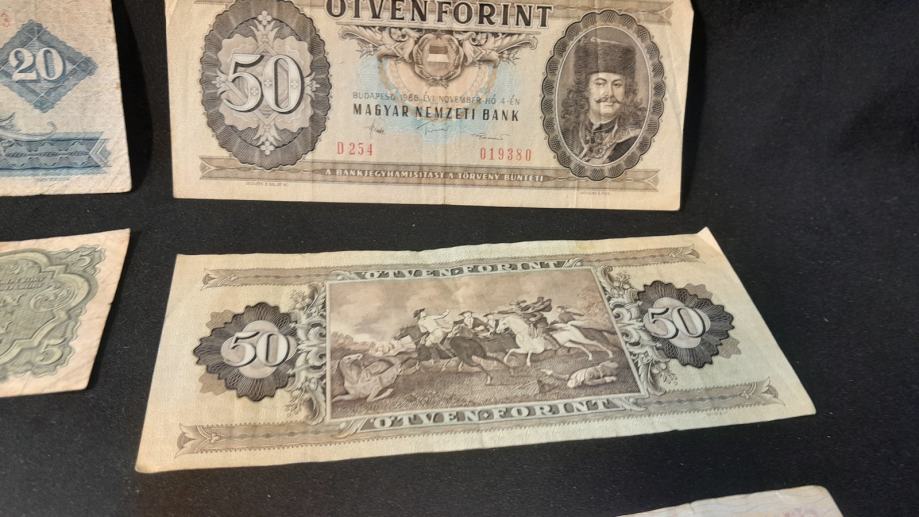 20
ÖTVEN FORINT
50
BUDAPEST, 1986. ÉVI NOVEMBER HÓ 4-ÉN
MAGYAR NEMZETI BANK
D 254
019380
A BANKJEGYHAMISÍTÁST A TÖRVÉNY BÜNTETI
ÖTVEN·FORINT
50
50
ÖTVEN·FORINT